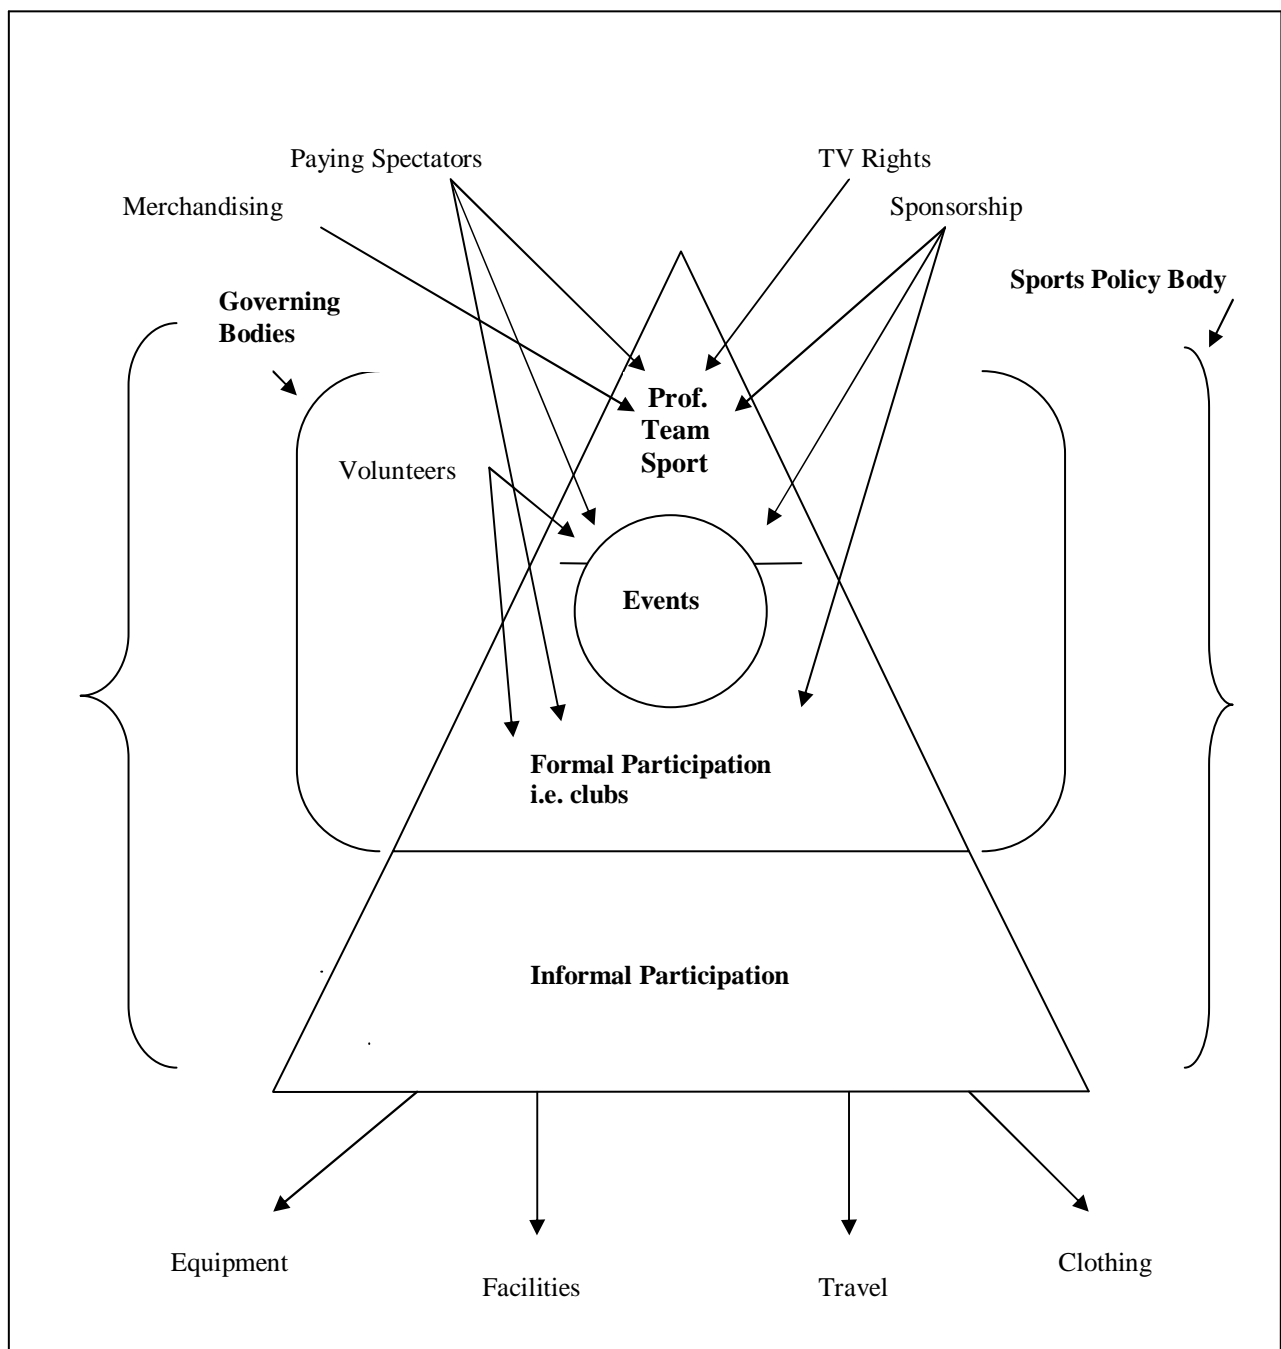 Paying Spectators
TV Rights
Merchandising
Sponsorship
Sports Policy Body
Governing
Bodies
Prof.
Team
Sport
Volunteers
Events
Formal Participation
i.e. clubs
Informal Participation
Equipment
Facilities
Travel
Clothing